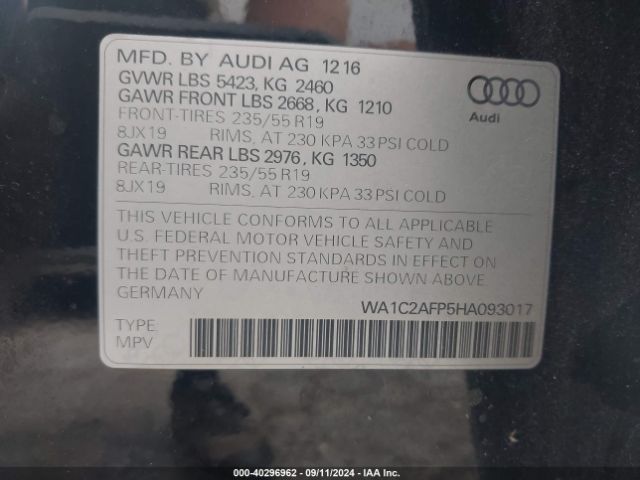 MFD. BY AUDI AG 1216
GVWR LBS 5423, KG 2460
GAWR FRONT LBS 2668, KG 1210
FRONT-TIRES 235/55 R19
8JX19 RIMS, AT 230 KPA 33 PSI COLD
GAWR REAR LBS 2976, KG 1350
REAR-TIRES 235/55 R19
8JX19 RIMS, AT 230 KPA 33 PSI COLD
Audi
THIS VEHICLE CONFORMS TO ALL APPLICABLE
U.S. FEDERAL MOTOR VEHICLE SAFETY AND
THEFT PREVENTION STANDARDS IN EFFECT ON
THE DATE OF MANUFACTURE SHOWN ABOVE.
GERMANY
WA1C2AFP5HA093017
TYPE:
MPV
000-40296962 - 09/11/2024 - IAA Inc.